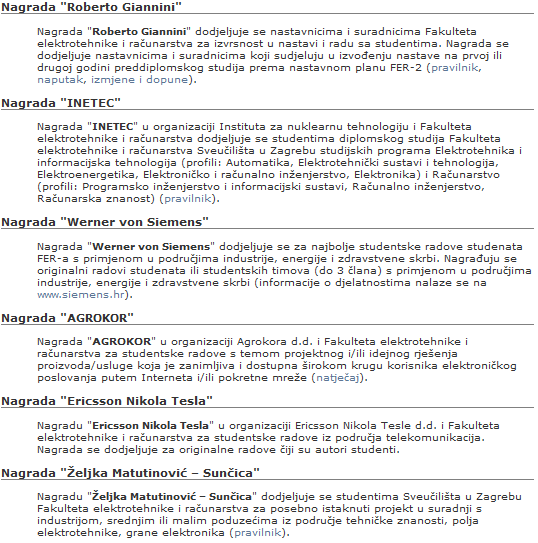 Nagrada "Roberto Giannini"
Nagrada "Roberto Giannini" dodjeljuje se nastavnicima i suradnicima Fakulteta
elektrotehnike i računarstva za izvrsnost u nastavi i radu sa studentima. Nagrada se
dodjeljuje nastavnicima i suradnicima koji sudjeluju u izvođenju nastave na prvoj ili
drugoj godini preddiplomskog studija prema nastavnom planu FER-2 (pravilnik,
naputak, izmjene i dopune).
Nagrada "INETEC"
Nagrada "INETEC" u organizaciji Instituta za nuklearnu tehnologiju i Fakulteta
elektrotehnike i računarstva dodjeljuje se studentima diplomskog studija Fakulteta
elektrotehnike i računarstva Sveučilišta u Zagrebu studijskih programa Elektrotehnika i
informacijska tehnologija (profili: Automatika, Elektrotehnički sustavi i tehnologija,
Elektroenergetika, Elektroničko i računalno inženjerstvo, Elektronika) i Računarstvo
(profili: Programsko inženjerstvo i informacijski sustavi, Računalno inženjerstvo,
Računarska znanost) (pravilnik).
Nagrada "Werner von Siemens"
Nagrada "Werner von Siemens" dodjeljuje se za najbolje studentske radove studenata
FER-a s primjenom u područjima industrije, energije i zdravstvene skrbi. Nagrađuju se
originalni radovi studenata ili studentskih timova (do 3 člana) s primjenom u područjima
industrije, energije i zdravstvene skrbi (informacije o djelatnostima nalaze se na
www.siemens.hr).
Nagrada "AGROKOR"
Nagrada "AGROKOR" u organizaciji Agrokora d.d. i Fakulteta elektrotehnike i
računarstva za studentske radove s temom projektnog i/ili idejnog rješenja
proizvoda/usluge koja je zanimljiva i dostupna širokom krugu korisnika elektroničkog
poslovanja putem Interneta i/ili pokretne mreže (natječaj).
Nagrada "Ericsson Nikola Tesla"
Nagradu "Ericsson Nikola Tesla" u organizaciji Ericsson Nikola Tesle d.d. i Fakulteta
elektrotehnike i računarstva za studentske radove iz područja telekomunikacija.
Nagrada se dodjeljuje za originalne radove čiji su autori studenti.
Nagrada "Željka Matutinović – Sunčica"
Nagradu "Željka Matutinović – Sunčica" dodjeljuje se studentima Sveučilišta u Zagrebu
Fakulteta elektrotehnike i računarstva za posebno istaknuti projekt u suradnji s
industrijom, srednjim ili malim poduzećima iz područje tehničke znanosti, polja
elektrotehnike, grane elektronika (pravilnik).